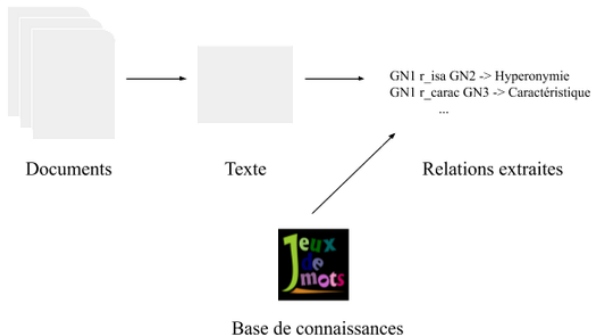 GN1 r_isa GN2 -> Hyperonymie
GN1 r_carac GN3 -> Caractéristique
...
Documents
Texte
Relations extraites
Jeux
de
mots
Base de connaissances